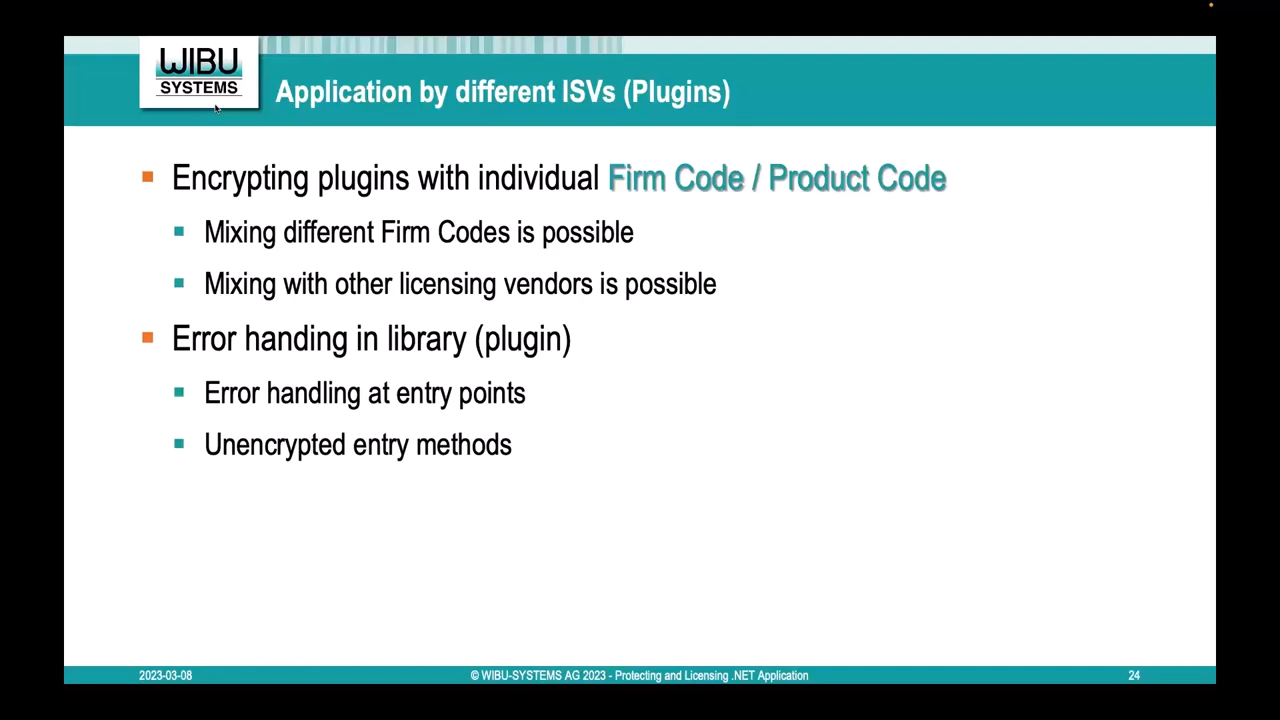 WIBU
SYSTEMS
Application by different ISVs (Plugins)
Encrypting plugins with individual Firm Code / Product Code
Mixing different Firm Codes is possible
Mixing with other licensing vendors is possible
Error handing in library (plugin)
Error handling at entry points
Unencrypted entry methods
2023-03-08
© WIBU-SYSTEMS AG 2023 - Protecting and Licensing .NET Application
24